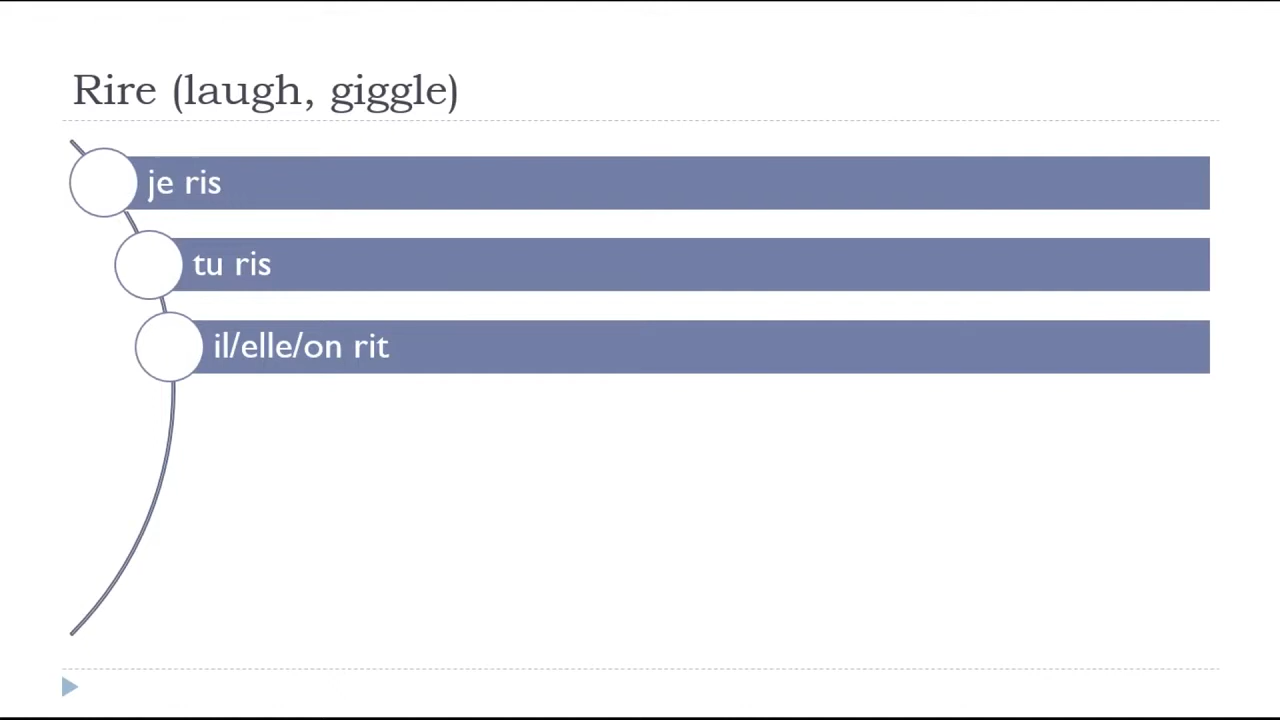 Rire (laugh, giggle)
je ris
tu ris
il/elle/on rit